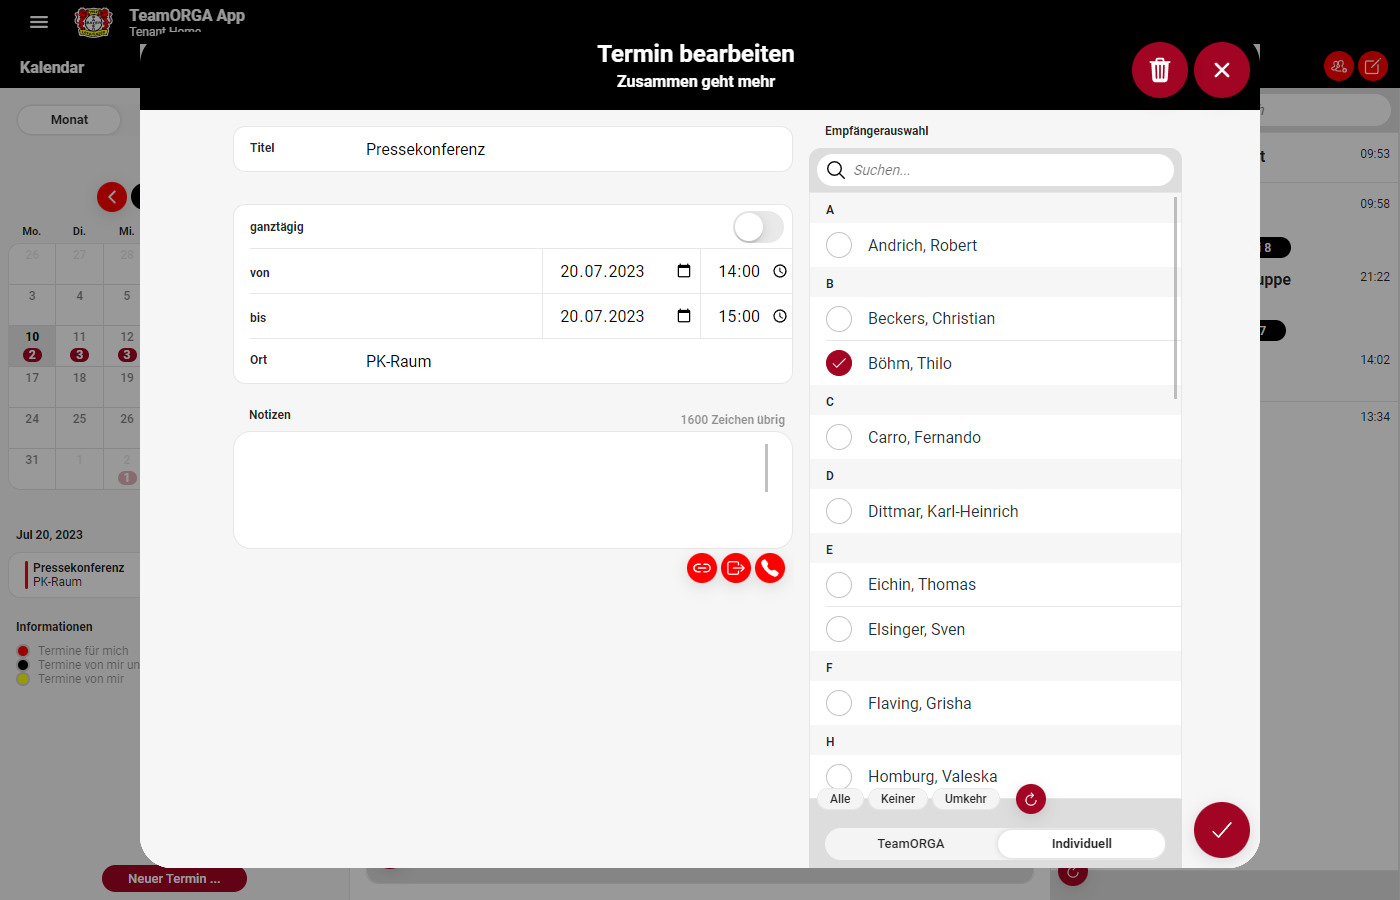 TeamORGA App
Tenant Home
Kalendar
Termin bearbeiten
Zusammen geht mehr
Monat
Mo. Di. Mi.
26 27 28
3 4 5
10 11 12
2 3 3
17 18 19
24 25 26
31 1 2
1
Jul 20, 2023
Pressekonferenz
PK-Raum
Informationen
Termine für mich
Termine von mir un
Termine von mir
Neuer Termin ...
Titel Pressekonferenz
ganztägig
von 20.07.2023 14:00
bis 20.07.2023 15:00
Ort PK-Raum
Notizen 1600 Zeichen übrig
Empfängerauswahl
Suchen...
A
Andrich, Robert
B
Beckers, Christian
Böhm, Thilo
C
Carro, Fernando
D
Dittmar, Karl-Heinrich
E
Eichin, Thomas
Elsinger, Sven
F
Flaving, Grisha
H
Homburg, Valeska
Alle Keiner Umkehr
TeamORGA Individuell
t 09:53
09:58
8
uppe 21:22
7
14:02
13:34